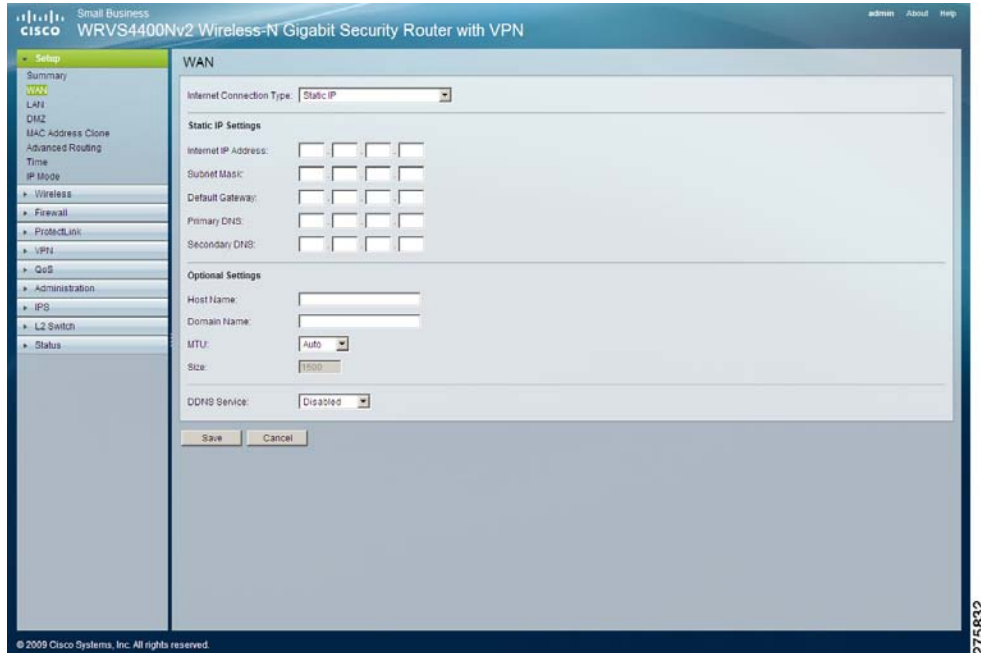 Small Business
cisco WRVS4400Nv2 Wireless-N Gigabit Security Router with VPN
admin About Help
Setup
Summary
WAN
LAN
DMZ
MAC Address Clone
Advanced Routing
Time
IP Mode
Wireless
Firewall
ProtectLink
VPN
QoS
Administration
IPS
L2 Switch
Status
WAN
Internet Connection Type: Static IP
Static IP Settings
Internet IP Address:
Subnet Mask:
Default Gateway:
Primary DNS:
Secondary DNS:
Optional Settings
Host Name:
Domain Name:
MTU: Auto
Size: 1500
DDNS Service: Disabled
Save Cancel
© 2009 Cisco Systems, Inc. All rights reserved.
275832